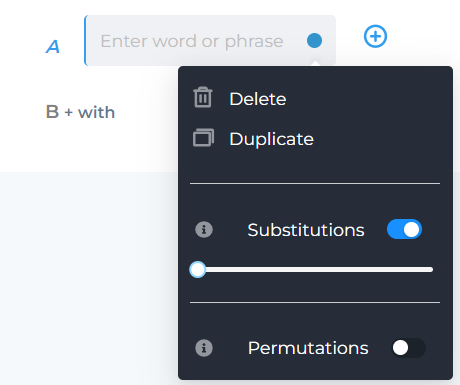 A
Enter word or phrase
Delete
B + with
Duplicate
Substitutions
Permutations